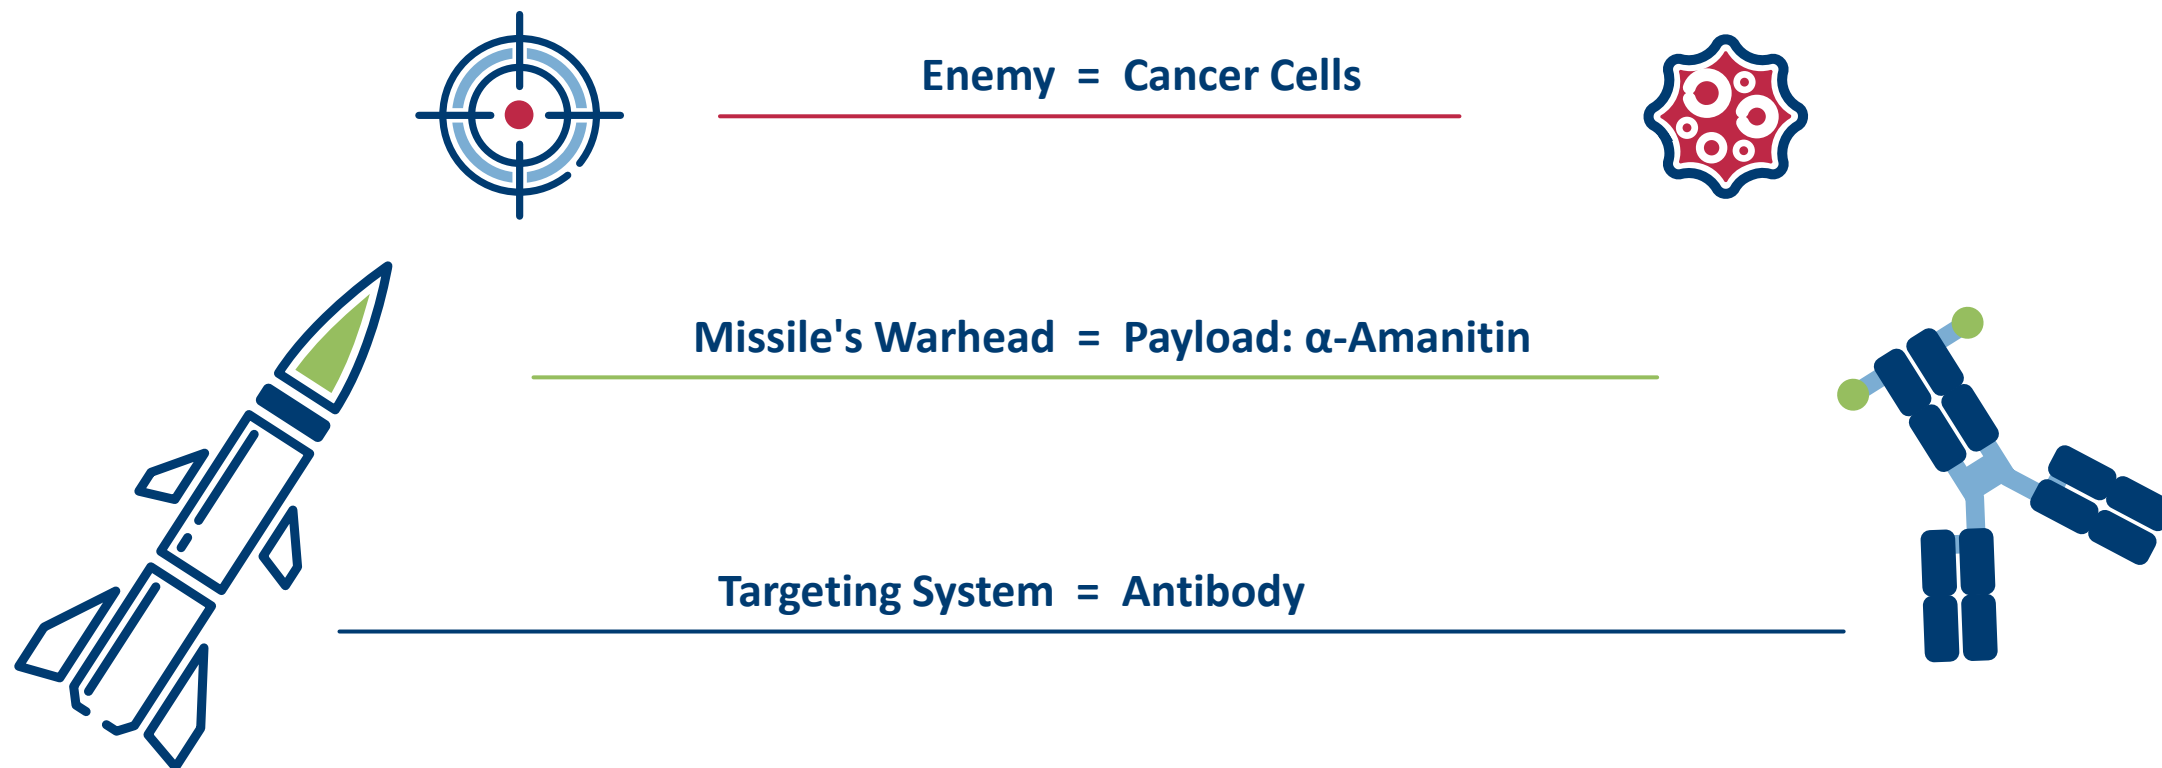 Enemy = Cancer Cells
Missile's Warhead = Payload: α-Amanitin
Targeting System = Antibody